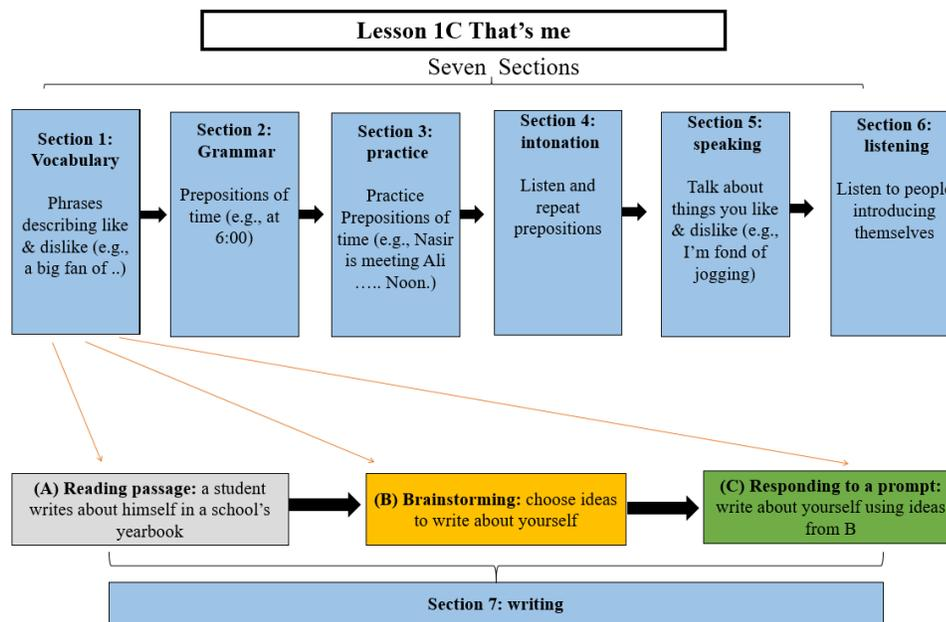 Lesson 1C That's me
Seven Sections
Section 1:
Vocabulary
Phrases
describing like
& dislike (e.g.,
a big fan of ..)
Section 2:
Grammar
Prepositions of
time (e.g., at
6:00)
Section 3:
practice
Practice
Prepositions of
time (e.g., Nasir
is meeting Ali
….. Noon.)
Section 4:
intonation
Listen and
repeat
prepositions
Section 5:
speaking
Talk about
things you like
& dislike (e.g.,
I'm fond of
jogging)
Section 6:
listening
Listen to people
introducing
themselves
(A) Reading passage: a
student
writes about himself in a school's
yearbook
(B) Brainstorming: choose ideas
to write about yourself
(C) Responding to a prompt:
write about yourself using ideas
from B
Section 7: writing